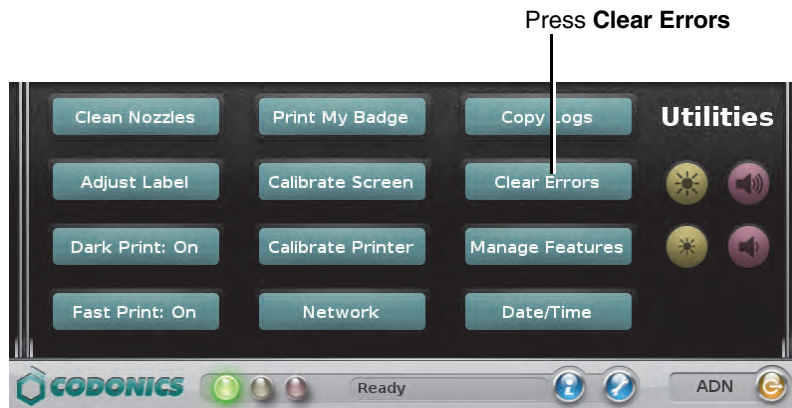 Press Clear Errors
Clean Nozzles
Print My Badge
Copy Logs
Utilities
Adjust Label
Calibrate Screen
Clear Errors
Dark Print: On
Calibrate Printer
Manage Features
Fast Print: On
Network
Date/Time
CODONICS
Ready
i
ADN